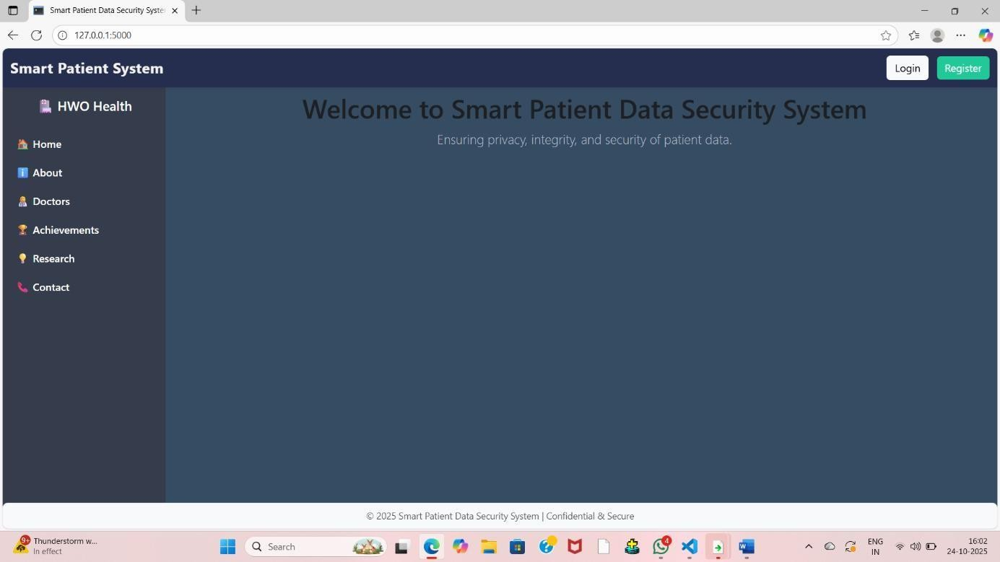 Smart Patient Data Security Syste
127.0.0.1:5000
Smart Patient System
Login
Register
HWO Health
Home
About
Doctors
Achievements
Research
Contact
Welcome to Smart Patient Data Security System
Ensuring privacy, integrity, and security of patient data.
© 2025 Smart Patient Data Security System | Confidential & Secure
9+
Thunderstorm w...
In effect
Search
4
ENG
IN
16:02
24-10-2025